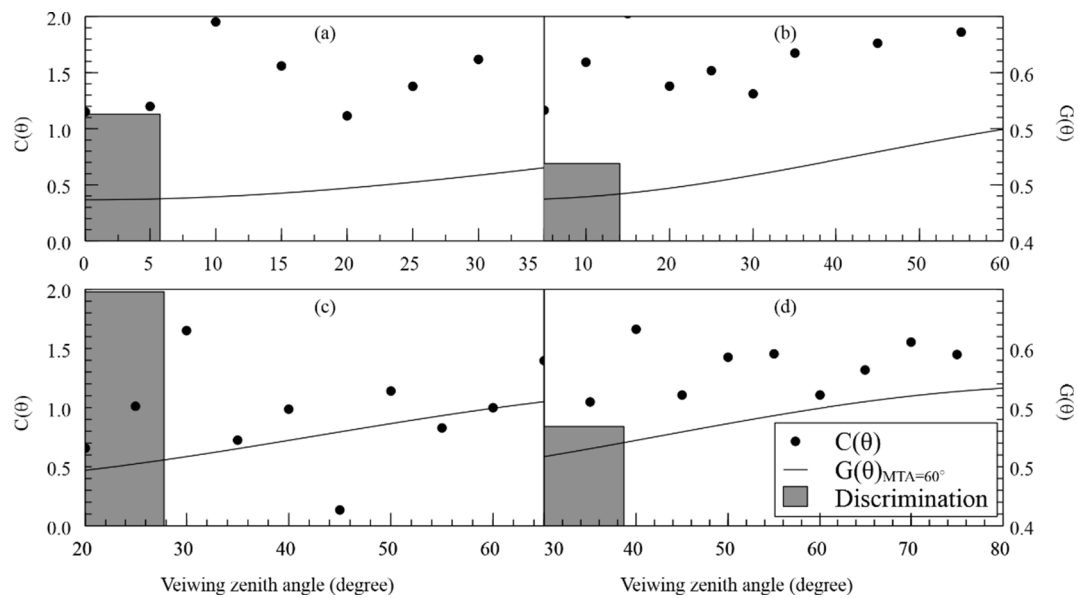 2.0
1.5
1.0
0.5
0.0
C(θ)
(a)
0 5 10 15 20 25 30 35
(b)
0.6
0.5
0.5
0.4
G(θ)
10 20 30 40 50 60
2.0
1.5
1.0
0.5
0.0
C(θ)
(c)
20 30 40 50 60
Veiwing zenith angle (degree)
(d)
0.6
0.5
0.5
0.4
G(θ)
C(θ)
G(θ)MTA=60°
Discrimination
30 40 50 60 70 80
Veiwing zenith angle (degree)